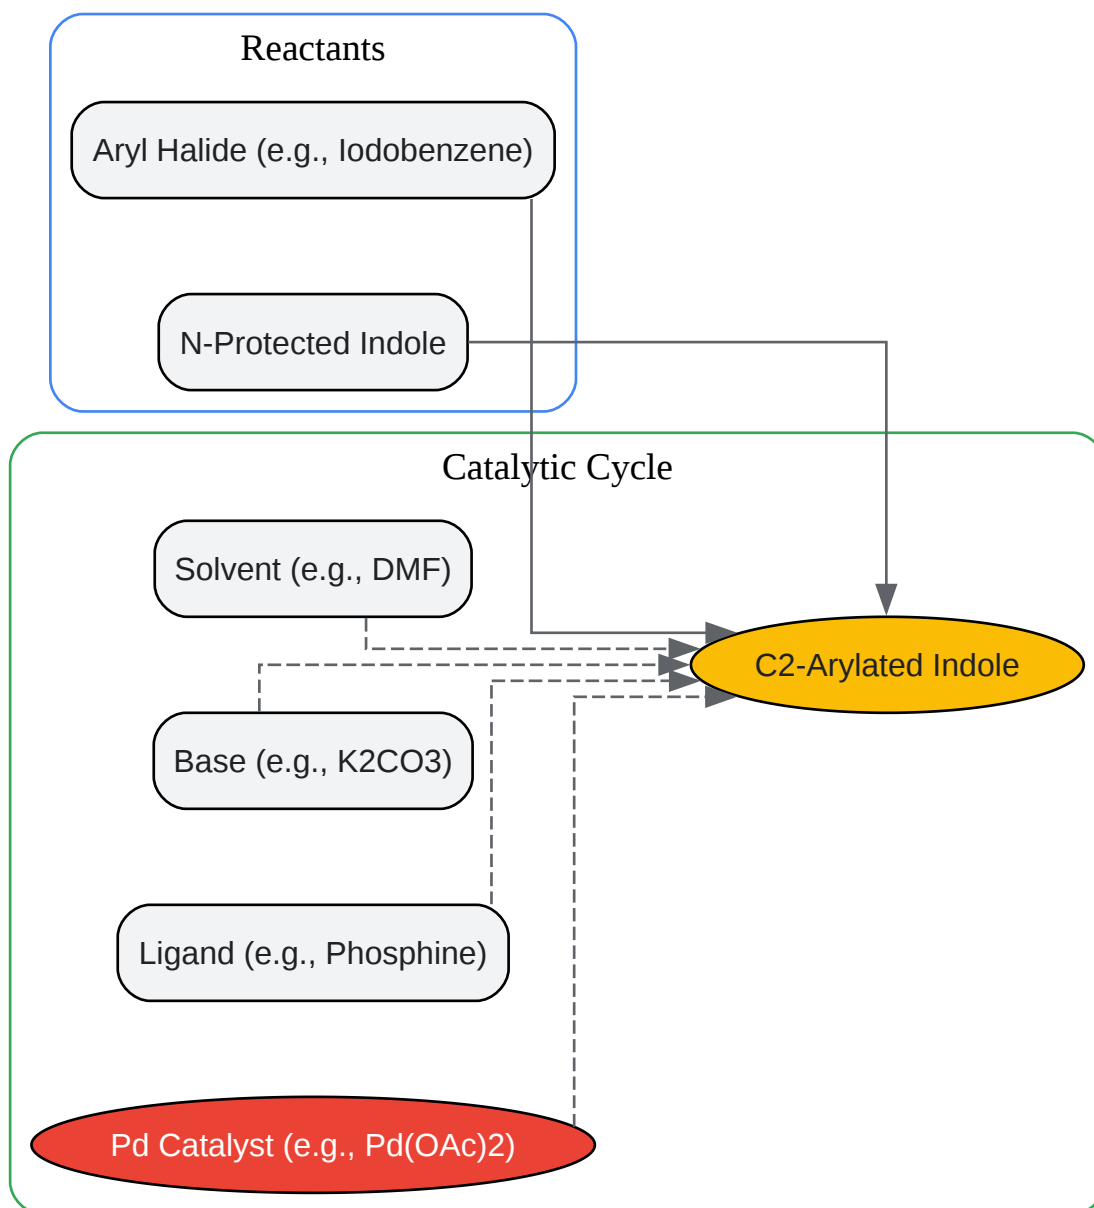 Reactants
Aryl Halide (e.g., Iodobenzene)
N-Protected Indole
Catalytic Cycle
Solvent (e.g., DMF)
C2-Arylated Indole
Base (e.g., K2CO3)
Ligand (e.g., Phosphine)
Pd Catalyst (e.g., Pd(OAc)2)